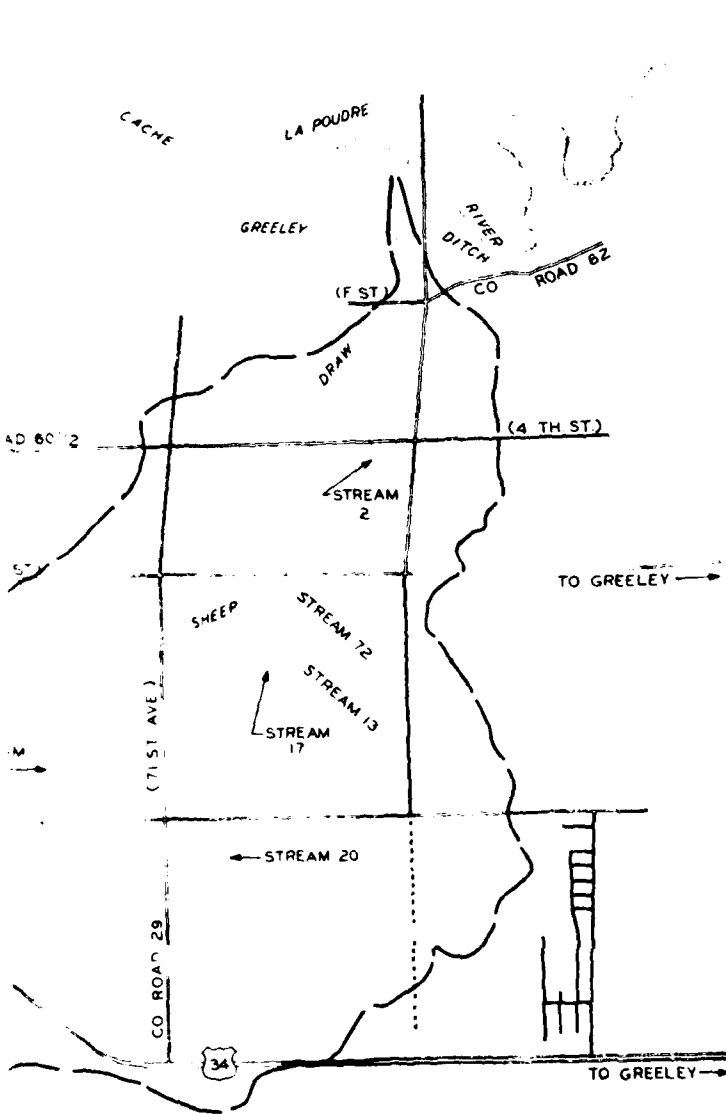 CACHE
LA POUDRE
GREELEY
RIVER
DITCH
(F ST.)
CO ROAD 62
DRAW
(4 TH ST.)
STREAM
2
TO GREELEY
SHEEP
STREAM 72
STREAM 13
(71 ST AVE)
STREAM
17
M
STREAM 20
CO ROAD 29
34
TO GREELEY